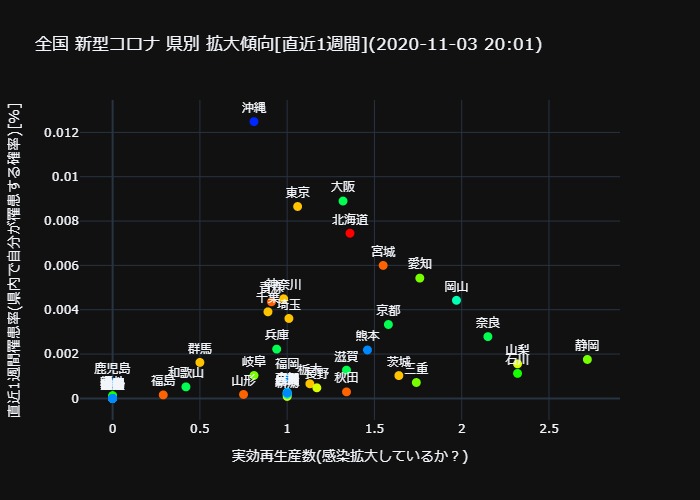 全国 新型コロナ 県別 拡大傾向[直近1週間](2020-11-03 20:01)
直近1週間罹患率(県内で自分が罹患する確率)[%]
0.012
0.01
0.008
0.006
0.004
0.002
0
沖縄
大阪
東京
北海道
宮城
愛知
神奈川
岡山
千葉
埼玉
京都
奈良
兵庫
熊本
静岡
山梨
石川
群馬
岐阜
福岡
滋賀
茨城
三重
鹿児島
和歌山
福島
山形
栃木
長野
秋田
0
0.5
1
1.5
2
2.5
実効再生産数(感染拡大しているか？)